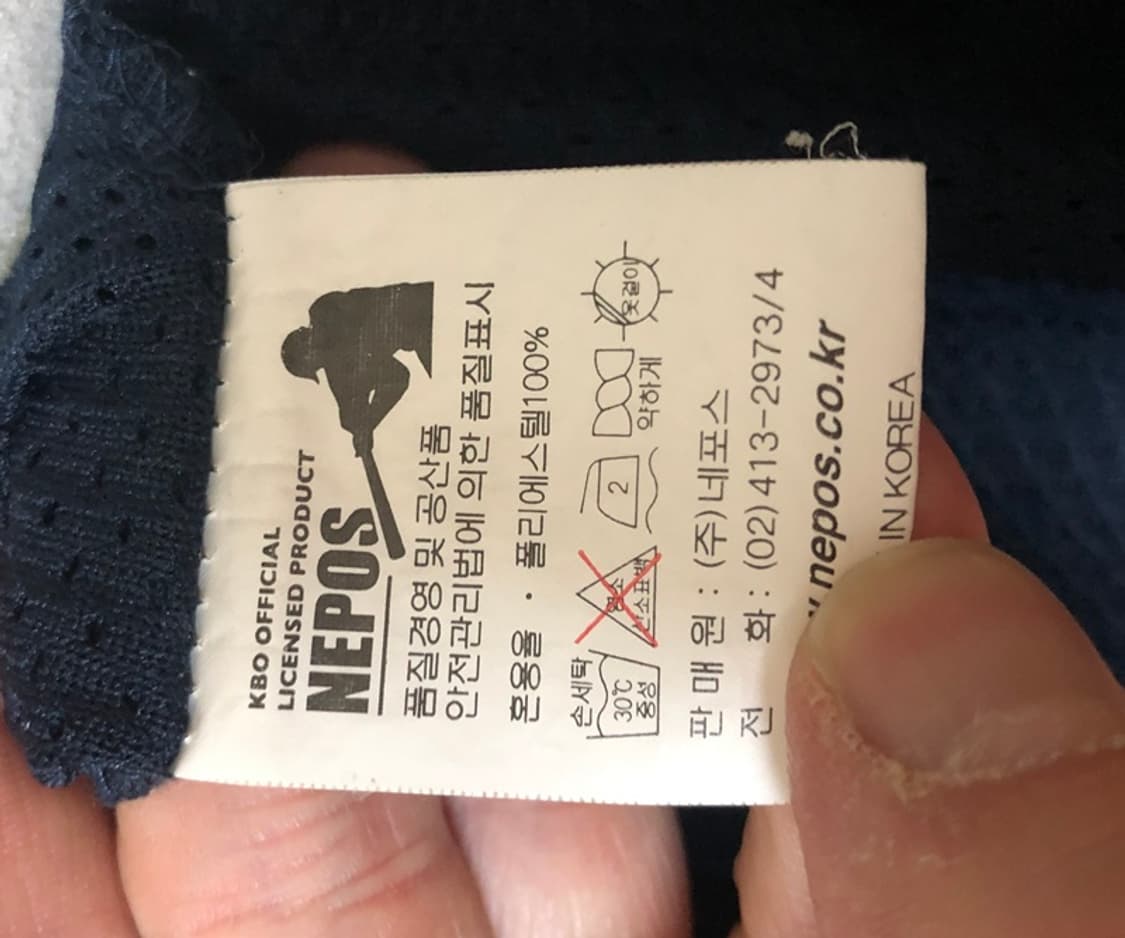 KBO OFFICIAL
LICENSED PRODUCT
NEPOS
품질경영 및 공산품
안전관리법에 의한 품질표시
혼용율 · 폴리에스텔100%
손세탁
30℃
중성
염소
산소표백
2
약하게
옷걸이
판 매 원 : (주)네포스
전 화 : (02) 413-2973/4
nepos.co.kr
IN KOREA